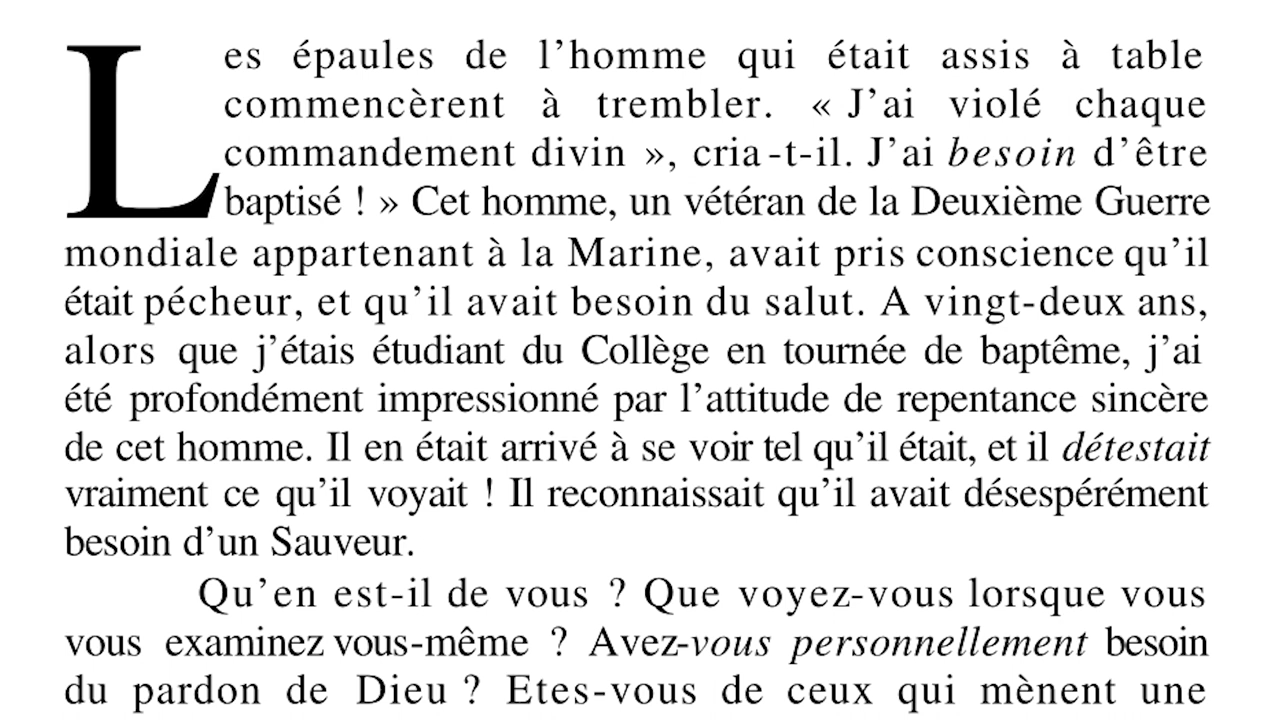 Les épaules de l’homme qui était assis à table
commencèrent à trembler. « J’ai violé chaque
commandement divin », cria-t-il. J’ai besoin d’être
baptisé ! » Cet homme, un vétéran de la Deuxième Guerre
mondiale appartenant à la Marine, avait pris conscience qu’il
était pécheur, et qu’il avait besoin du salut. A vingt-deux ans,
alors que j’étais étudiant du Collège en tournée de baptême, j’ai
été profondément impressionné par l’attitude de repentance sincère
de cet homme. Il en était arrivé à se voir tel qu’il était, et il détestait
vraiment ce qu’il voyait ! Il reconnaissait qu’il avait désespérément
besoin d’un Sauveur.
Qu’en est-il de vous ? Que voyez-vous lorsque vous
vous examinez vous-même ? Avez-vous personnellement besoin
du pardon de Dieu ? Etes-vous de ceux qui mènent une